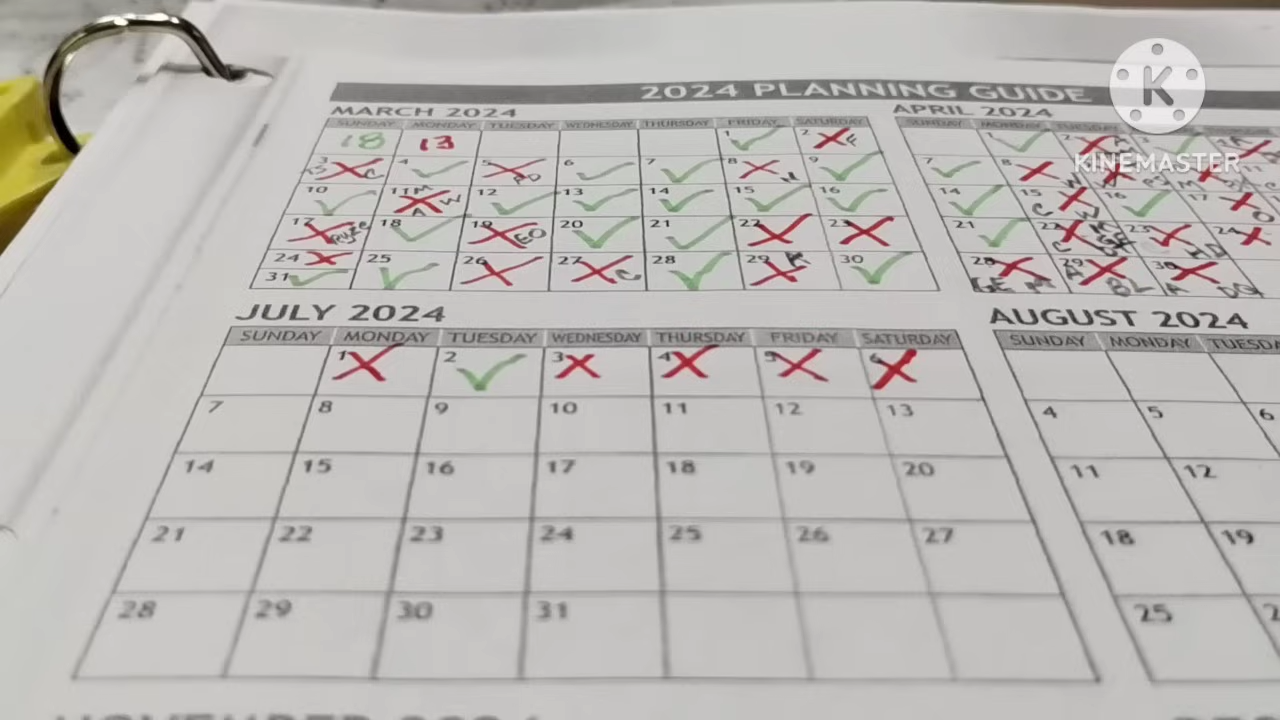 2024 PLANNING GUIDE
MARCH 2024
SUNDAY MONDAY TUESDAY WEDNESDAY THURSDAY FRIDAY SATURDAY
18 13 1 2
3 4 5 6 7 8 9
10 11 12 13 14 15 16
17 18 19 20 21 22 23
24 25 26 27 28 29 30
31
APRIL 2024
SUNDAY MONDAY TUESDAY
1
7 8
14 15 16 17
21 22 23 24
28 29 30
K
KINEMASTER
JULY 2024
SUNDAY MONDAY TUESDAY WEDNESDAY THURSDAY FRIDAY SATURDAY
1 2 3 4 5 6
7 8 9 10 11 12 13
14 15 16 17 18 19 20
21 22 23 24 25 26 27
28 29 30 31
AUGUST 2024
SUNDAY MONDAY TUESDA
4 5 6
11 12
18 19
25 2